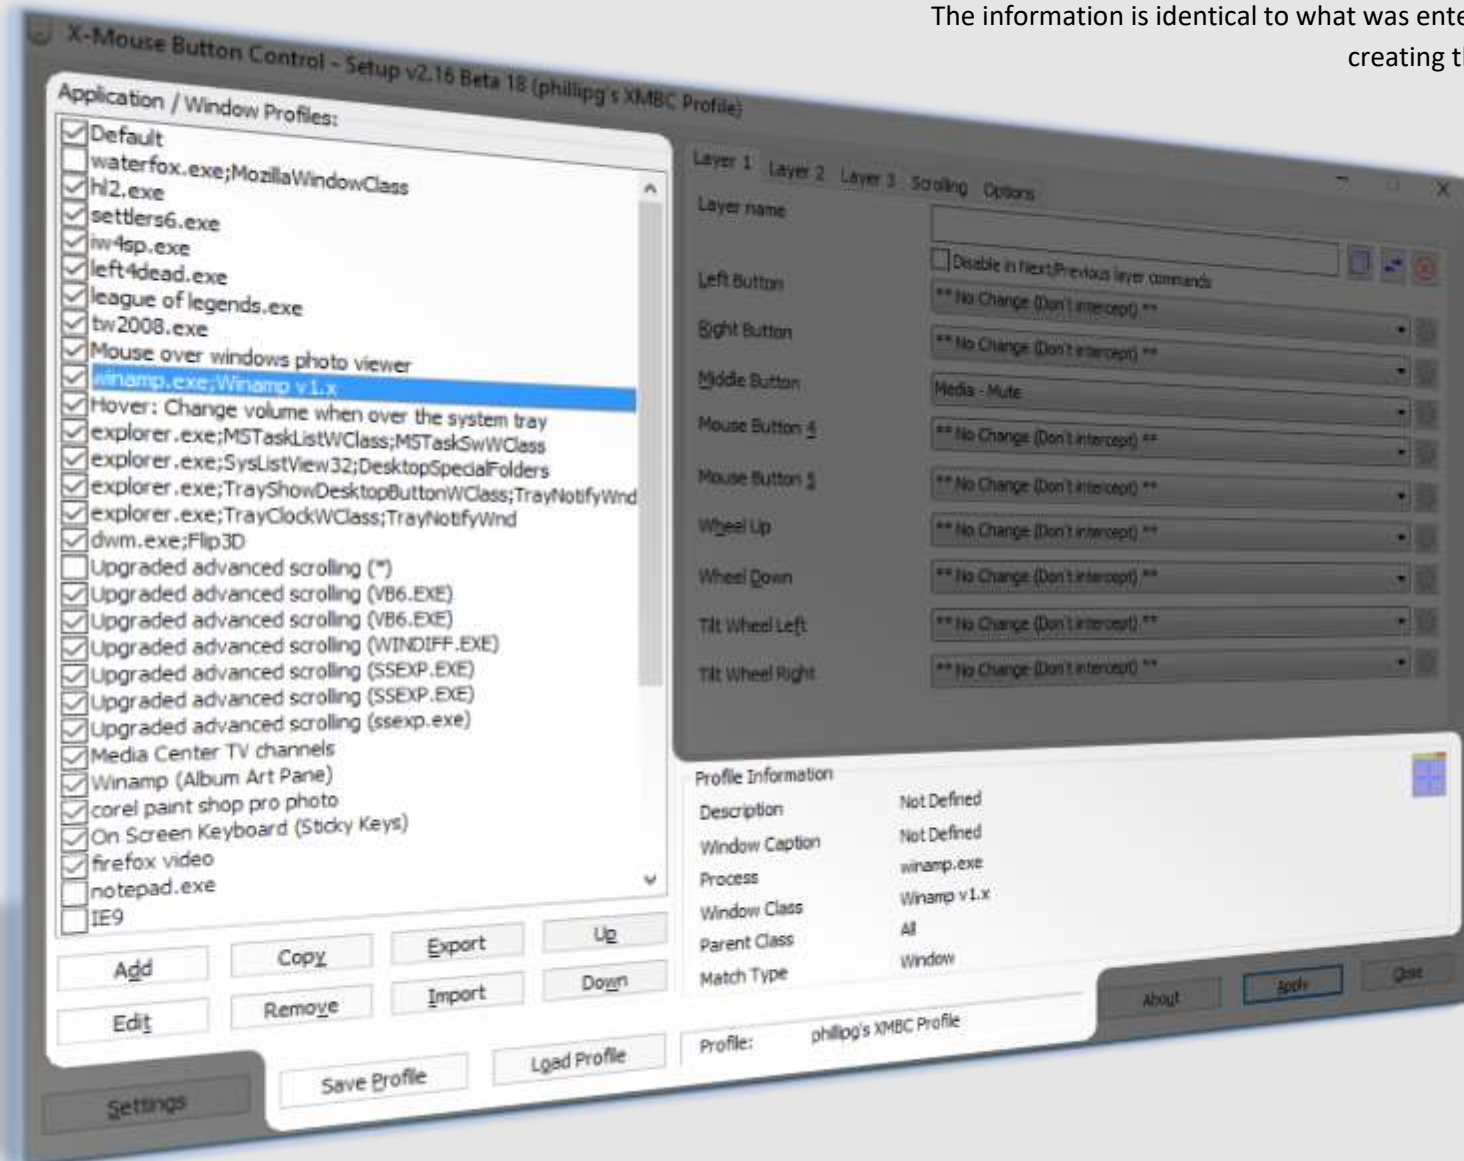 The information is identical to what was
creating
X-Mouse Button Control - Setup v2.16 Beta 18 (phillipg's XMBC Profile)
Application / Window Profiles:
Default
waterfox.exe;MozillaWindowClass
hl2.exe
settlers6.exe
iw4sp.exe
left4dead.exe
league of legends.exe
tw2008.exe
Mouse over windows photo viewer
winamp.exe;Winamp v1.x
Hover: Change volume when over the system tray
explorer.exe;MSTaskListWClass;MSTaskSwWClass
explorer.exe;SysListView32;DesktopSpecialFolders
explorer.exe;TrayShowDesktopButtonWClass;TrayNotifyWnd
explorer.exe;TrayClockWClass;TrayNotifyWnd
dwm.exe;Flip3D
Upgraded advanced scrolling (*)
Upgraded advanced scrolling (VB6.EXE)
Upgraded advanced scrolling (VB6.EXE)
Upgraded advanced scrolling (WINDIFF.EXE)
Upgraded advanced scrolling (SSEXP.EXE)
Upgraded advanced scrolling (SSEXP.EXE)
Upgraded advanced scrolling (ssexp.exe)
Media Center TV channels
Winamp (Album Art Pane)
corel paint shop pro photo
On Screen Keyboard (Sticky Keys)
firefox video
notepad.exe
IE9
Add Copy Export Up
Edit Remove Import Down
Settings Save Profile Load Profile
Layer 1 Layer 2 Layer 3 Scrolling Options
Layer name
Disable in Next/Previous layer commands
Left Button ** No Change (Don't intercept) **
Right Button ** No Change (Don't intercept) **
Middle Button Media - Mute
Mouse Button 4 ** No Change (Don't intercept) **
Mouse Button 5 ** No Change (Don't intercept) **
Wheel Up ** No Change (Don't intercept) **
Wheel Down ** No Change (Don't intercept) **
Tilt Wheel Left ** No Change (Don't intercept) **
Tilt Wheel Right ** No Change (Don't intercept) **
Profile Information
Description Not Defined
Window Caption Not Defined
Process winamp.exe
Window Class Winamp v1.x
Parent Class All
Match Type Window
Profile: phillipg's XMBC Profile
About Apply Close